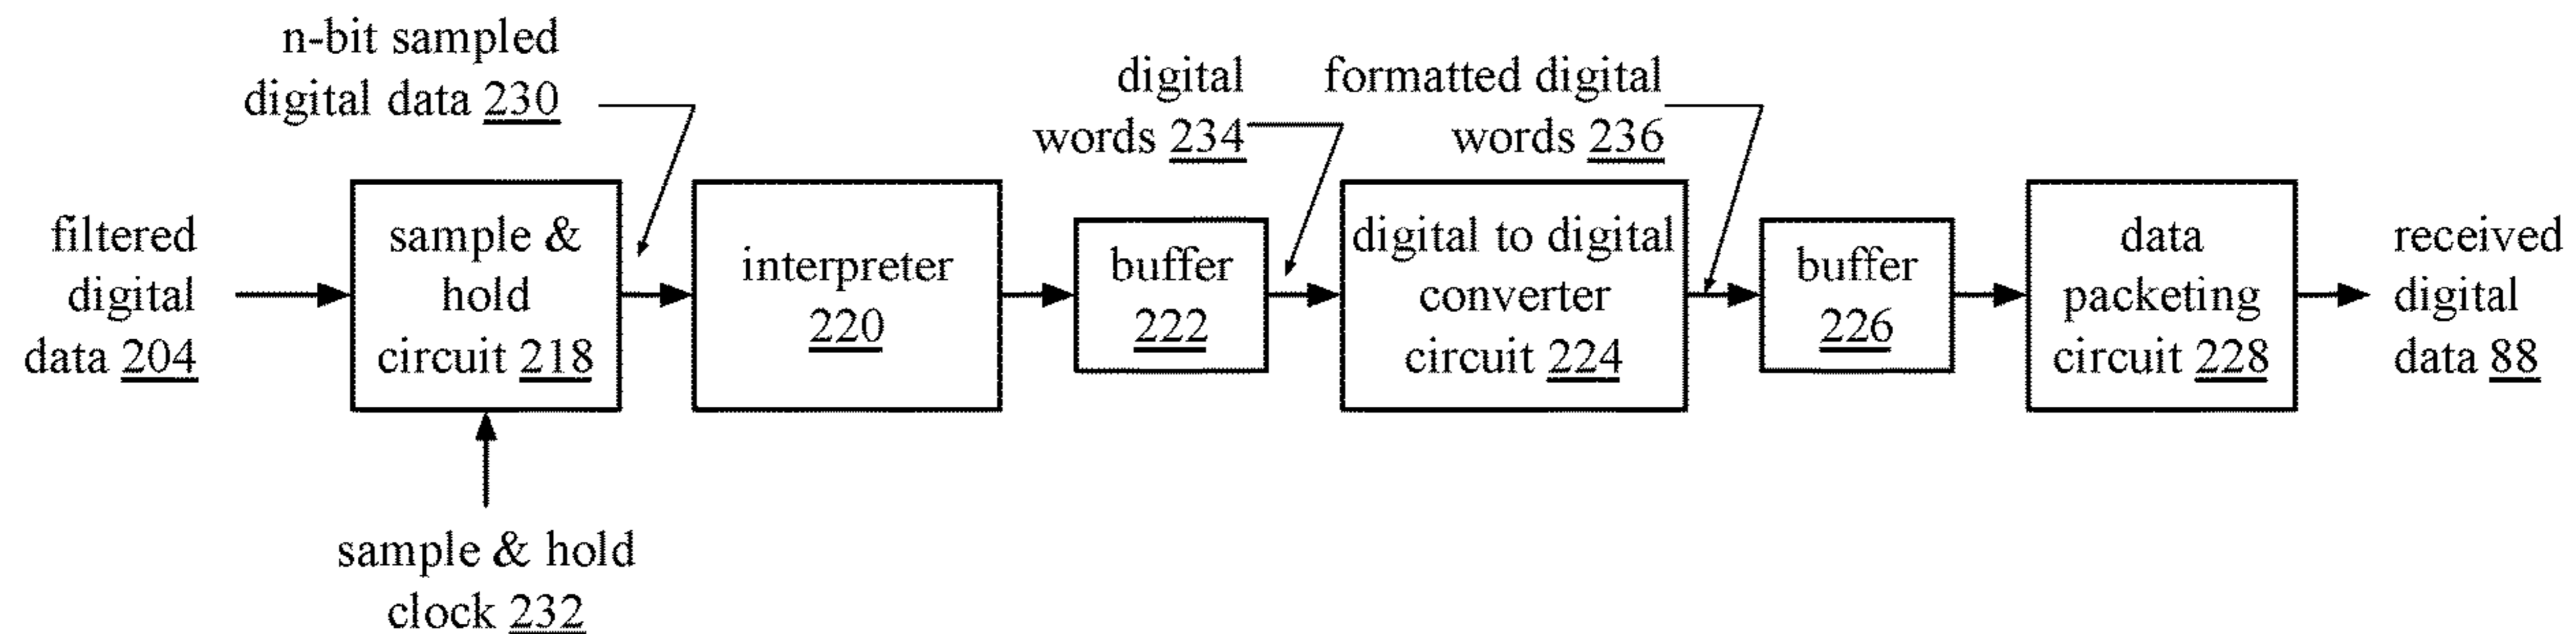 n-bit sampled
digital data 230
digital
words 234
formatted digital
words 236
filtered
digital
data 204
sample &
hold
circuit 218
interpreter
220
buffer
222
digital to digital
converter
circuit 224
buffer
226
data
packeting
circuit 228
received
digital
data 88
sample & hold
clock 232